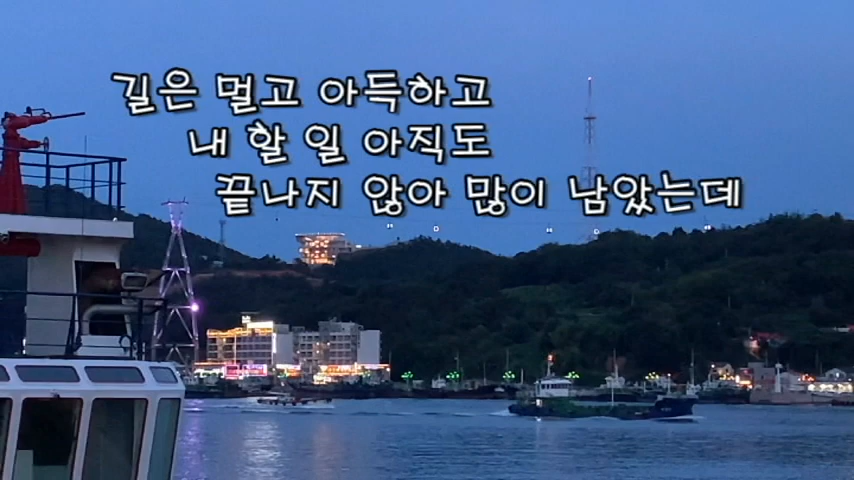 길은 멀고 아득하고
내 할 일 아직도
끝나지 않아 많이 남았는데